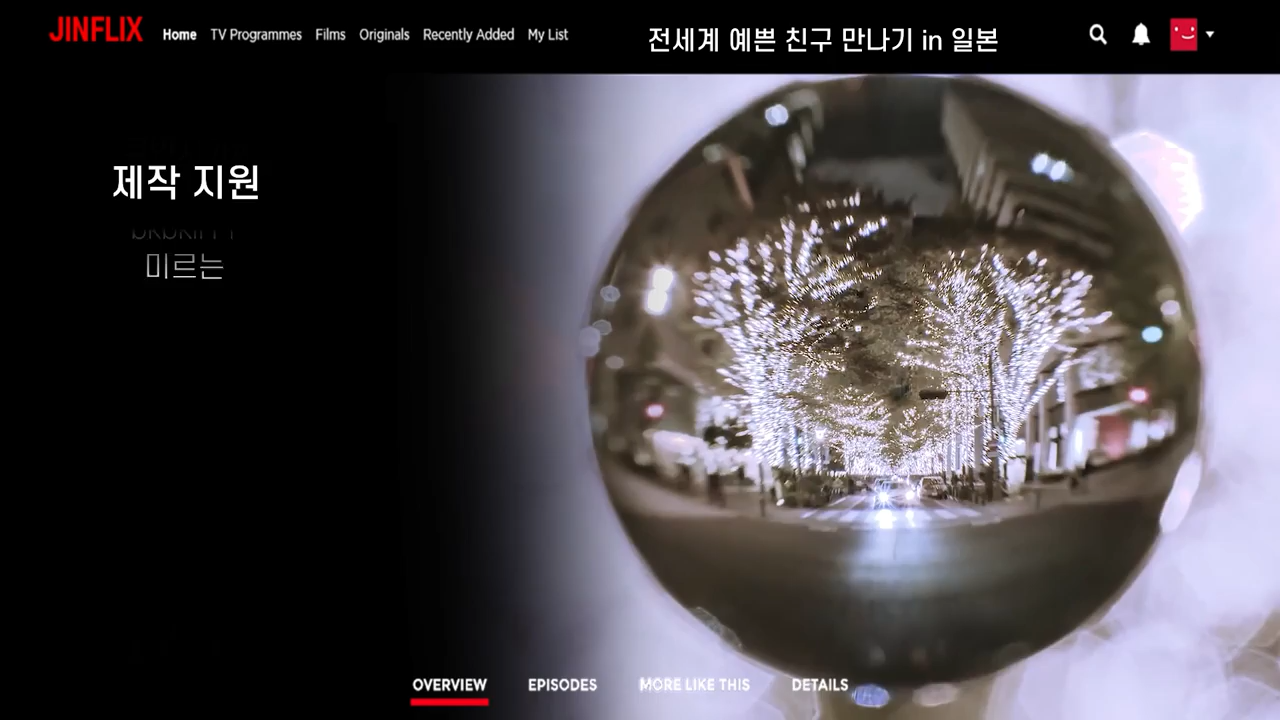 JINFLIX Home TV Programmes Films Originals Recently Added My List 전세계 예쁜 친구 만나기 in 일본
제작 지원
미르는
OVERVIEW EPISODES MORE LIKE THIS DETAILS